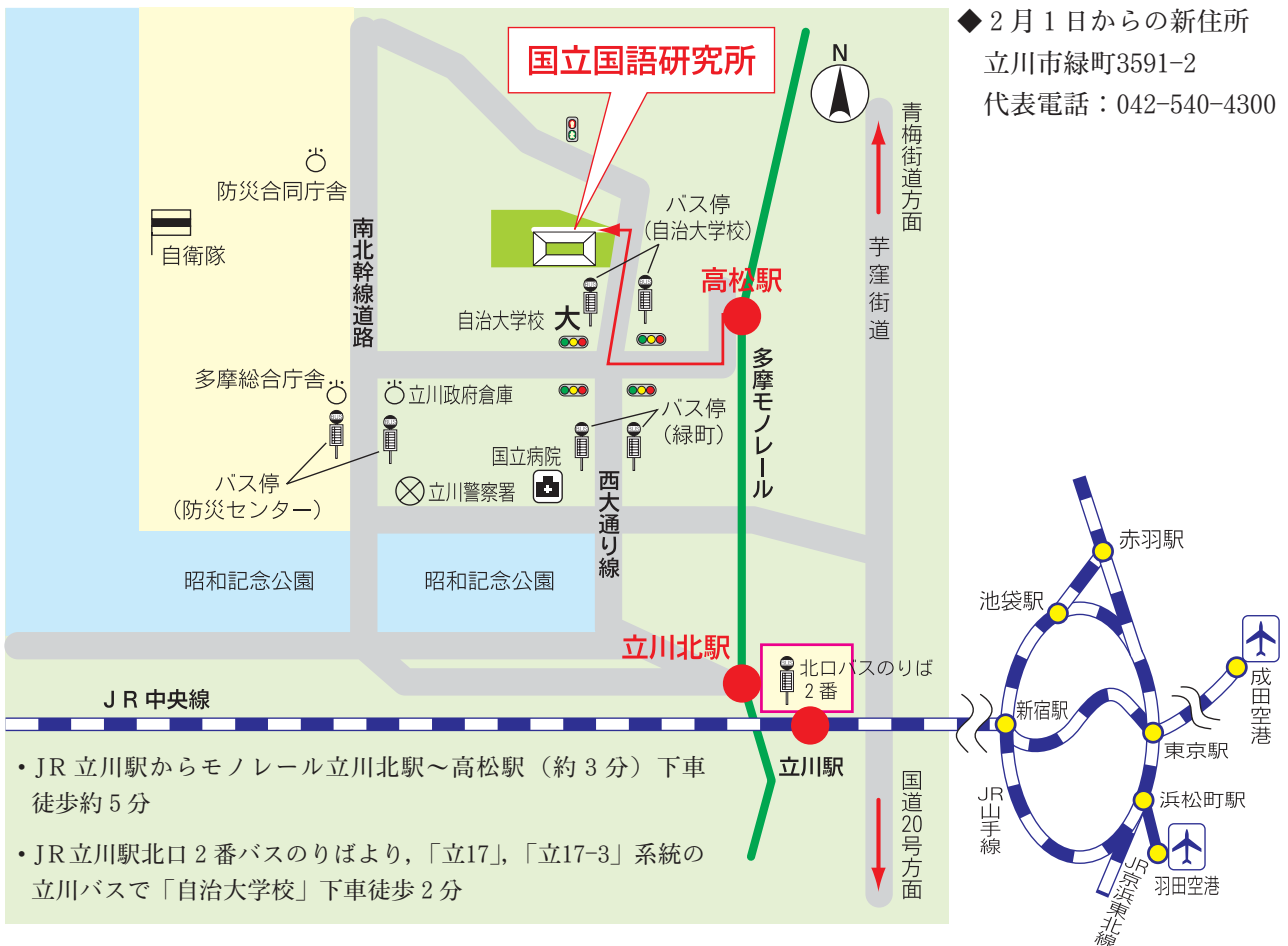 ◆ 2月1日からの新住所
立川市緑町3591-2
代表電話：042-540-4300
国立国語研究所
N
青梅街道方面
芋窪街道
防災合同庁舎
自衛隊
南北幹線道路
バス停
(自治大学校)
高松駅
自治大学校
大
多摩モノレール
多摩総合庁舎
立川政府倉庫
バス停
(緑町)
国立病院
バス停
(防災センター)
立川警察署
西大通り線
昭和記念公園
昭和記念公園
立川北駅
北口バスのりば
2番
JR中央線
立川駅
国道20号方面
赤羽駅
池袋駅
成田空港
新宿駅
東京駅
JR山手線
浜松町駅
羽田空港
JR京浜東北線
・JR立川駅からモノレール立川北駅～高松駅（約3分）下車
徒歩約5分
・JR立川駅北口2番バスのりばより，「立17」，「立17-3」系統の
立川バスで「自治大学校」下車徒歩2分